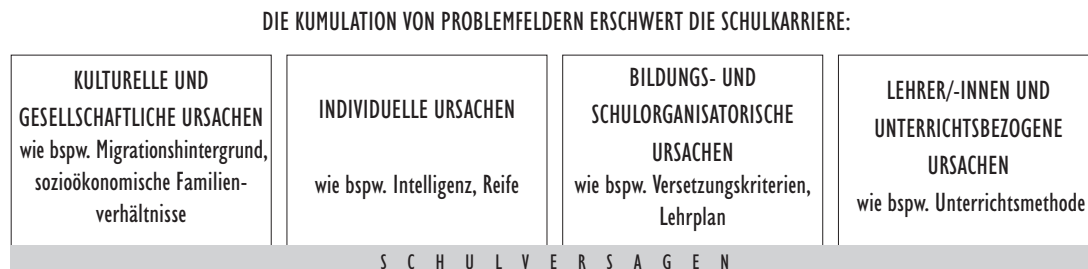 DIE KUMULATION VON PROBLEMFELDERN ERSCHWERT DIE SCHULKARRIERE:
KULTURELLE UND
GESELLSCHAFTLICHE URSACHEN
wie bspw. Migrationshintergrund,
sozioökonomische Familien-
verhältnisse
INDIVIDUELLE URSACHEN
wie bspw. Intelligenz, Reife
BILDUNGS- UND
SCHULORGANISATORISCHE
URSACHEN
wie bspw. Versetzungskriterien,
Lehrplan
LEHRER/-INNEN UND
UNTERRICHTSBEZOGENE
URSACHEN
wie bspw. Unterrichtsmethode
S C H U L V E R S A G E N